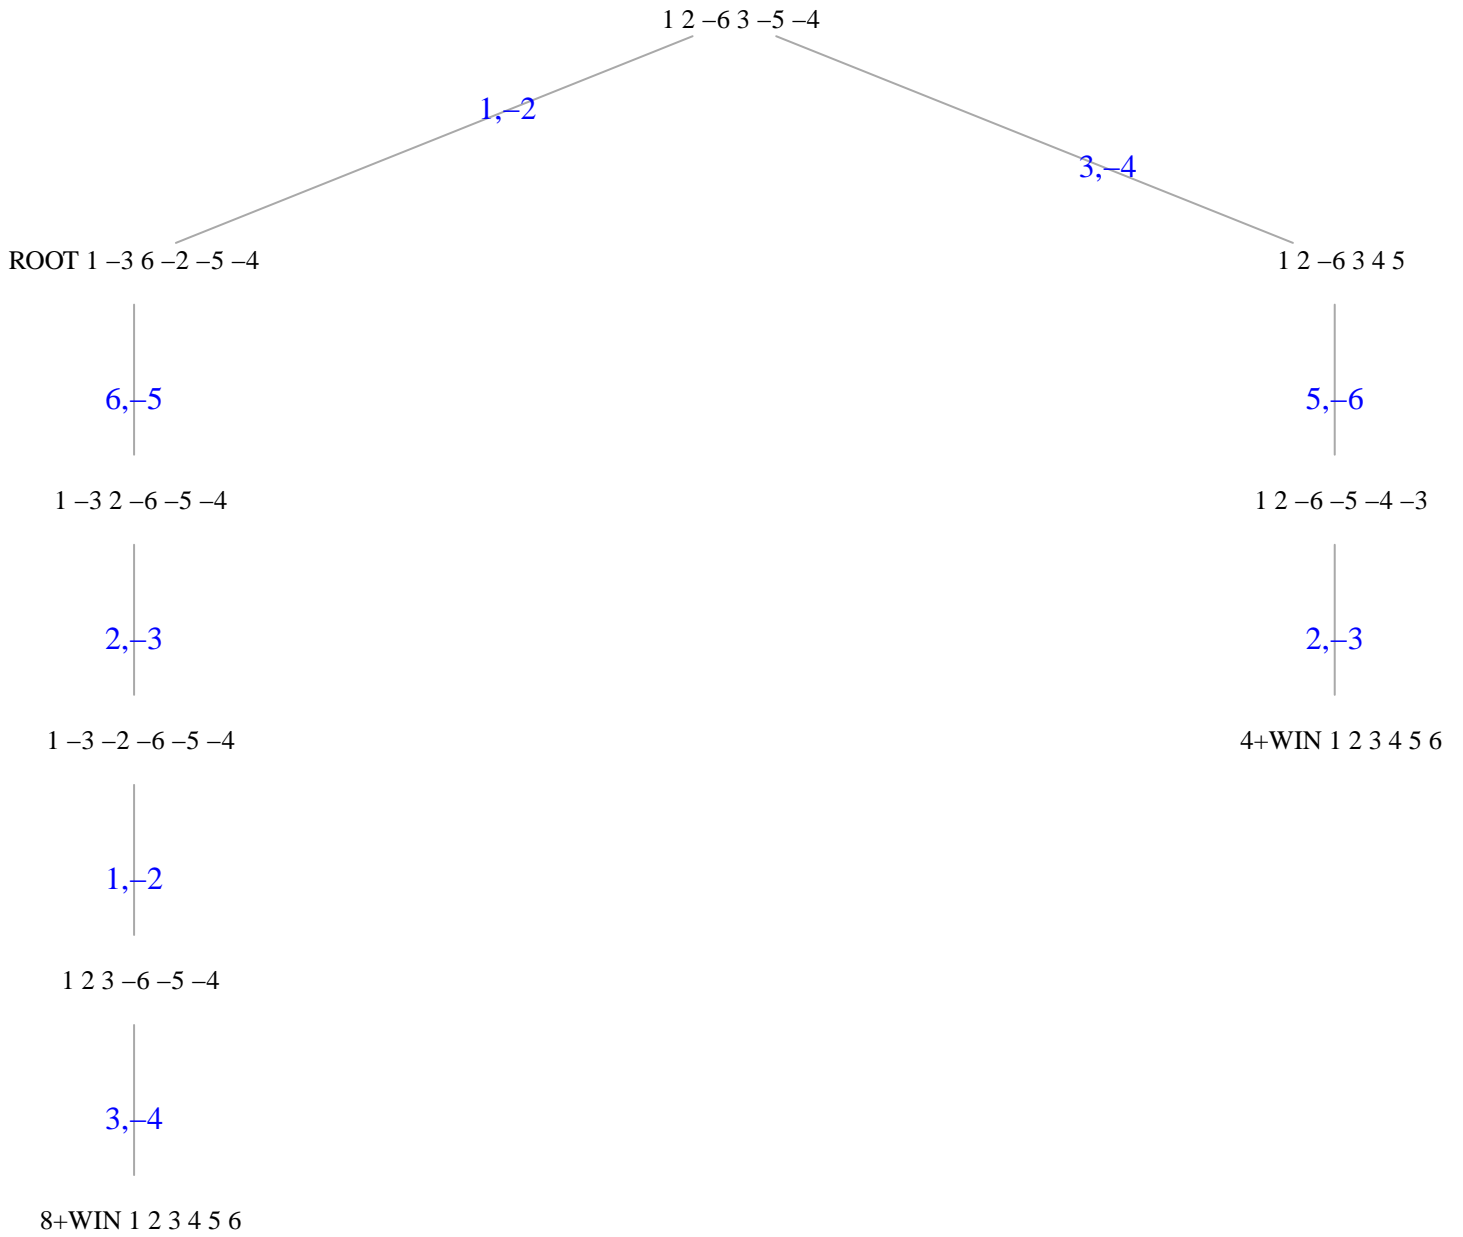 1 2 –6 3 –5 –4
1,–2
3,–4
ROOT 1 –3 6 –2 –5 –4
1 2 –6 3 4 5
6,–5
5,–6
1 –3 2 –6 –5 –4
1 2 –6 –5 –4 –3
2,–3
2,–3
1 –3 –2 –6 –5 –4
4+WIN 1 2 3 4 5 6
1,–2
1 2 3 –6 –5 –4
3,–4
8+WIN 1 2 3 4 5 6